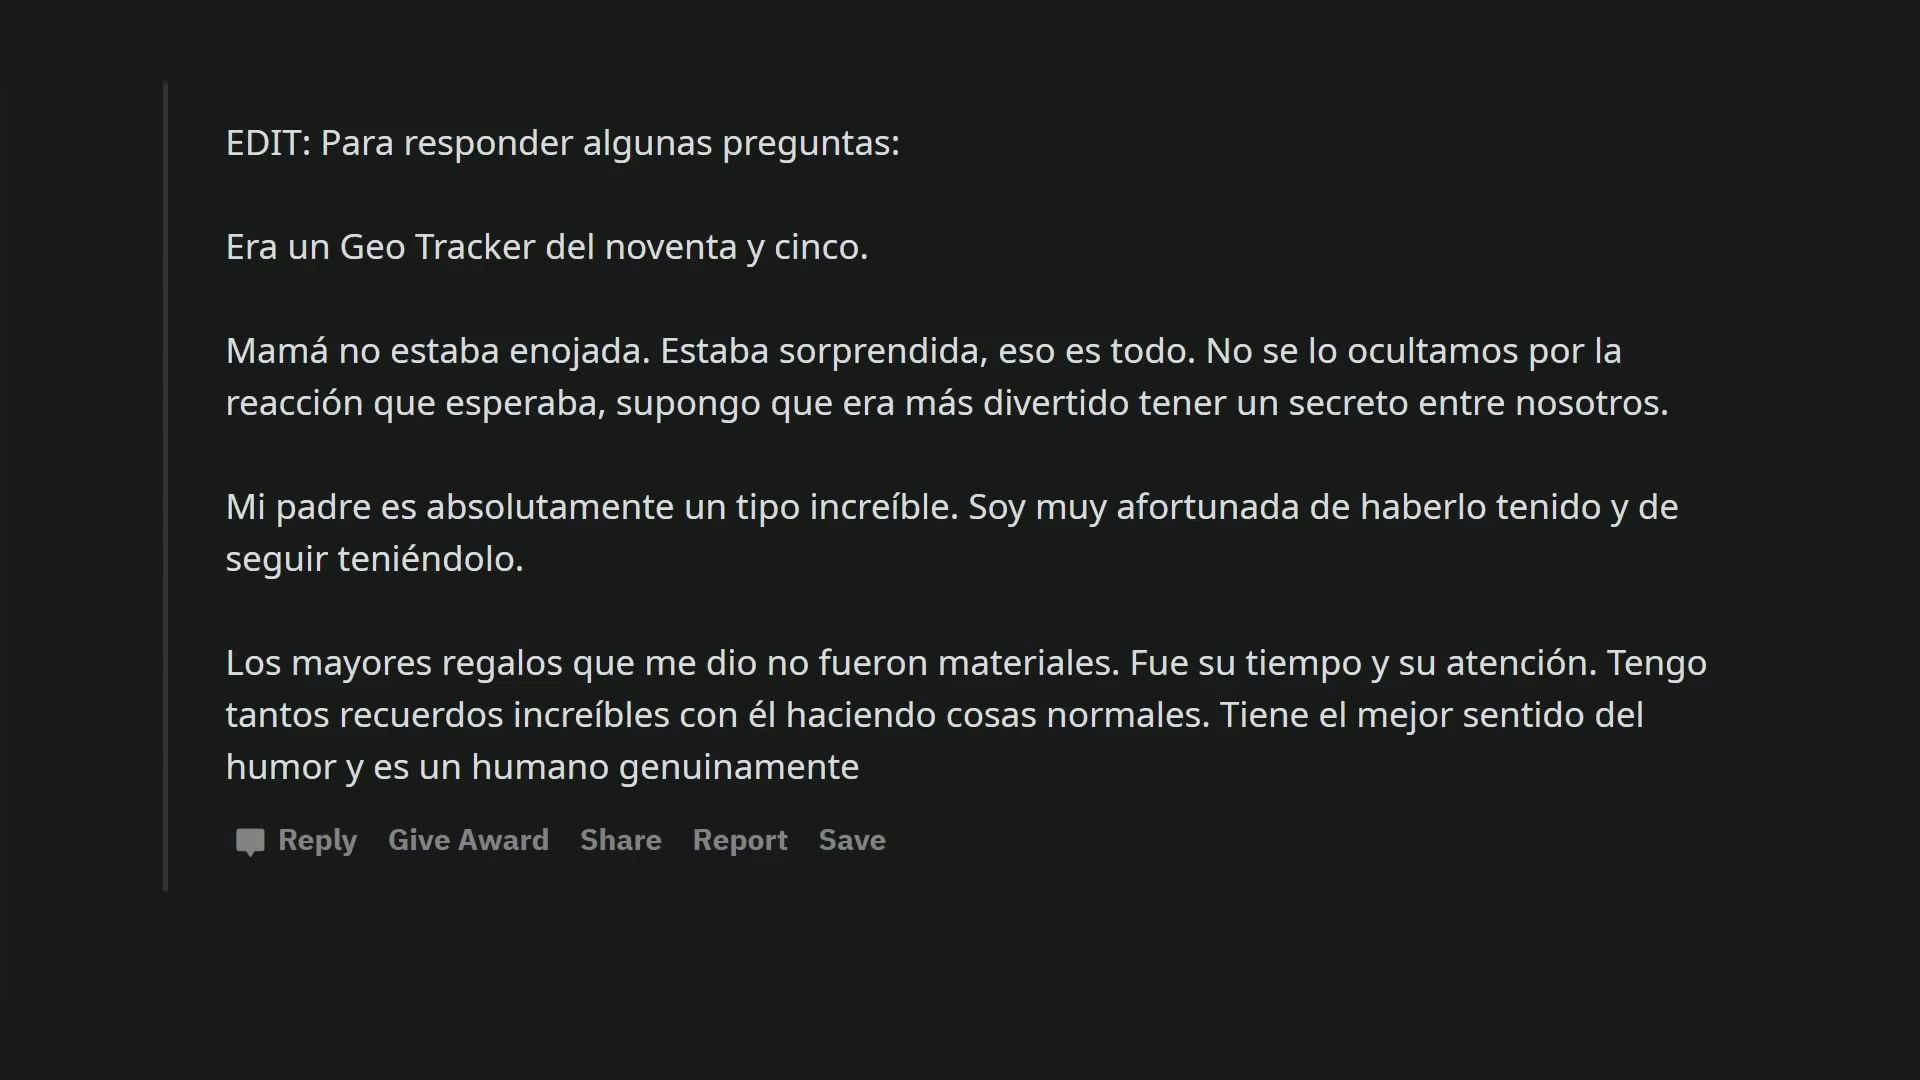 EDIT: Para responder algunas preguntas:
Era un Geo Tracker del noventa y cinco.
Mamá no estaba enojada. Estaba sorprendida, eso es todo. No se lo ocultamos por la
reacción que esperaba, supongo que era más divertido tener un secreto entre nosotros.
Mi padre es absolutamente un tipo increíble. Soy muy afortunada de haberlo tenido y de
seguir teniéndolo.
Los mayores regalos que me dio no fueron materiales. Fue su tiempo y su atención. Tengo
tantos recuerdos increíbles con él haciendo cosas normales. Tiene el mejor sentido del
humor y es un humano genuinamente
Reply Give Award Share Report Save